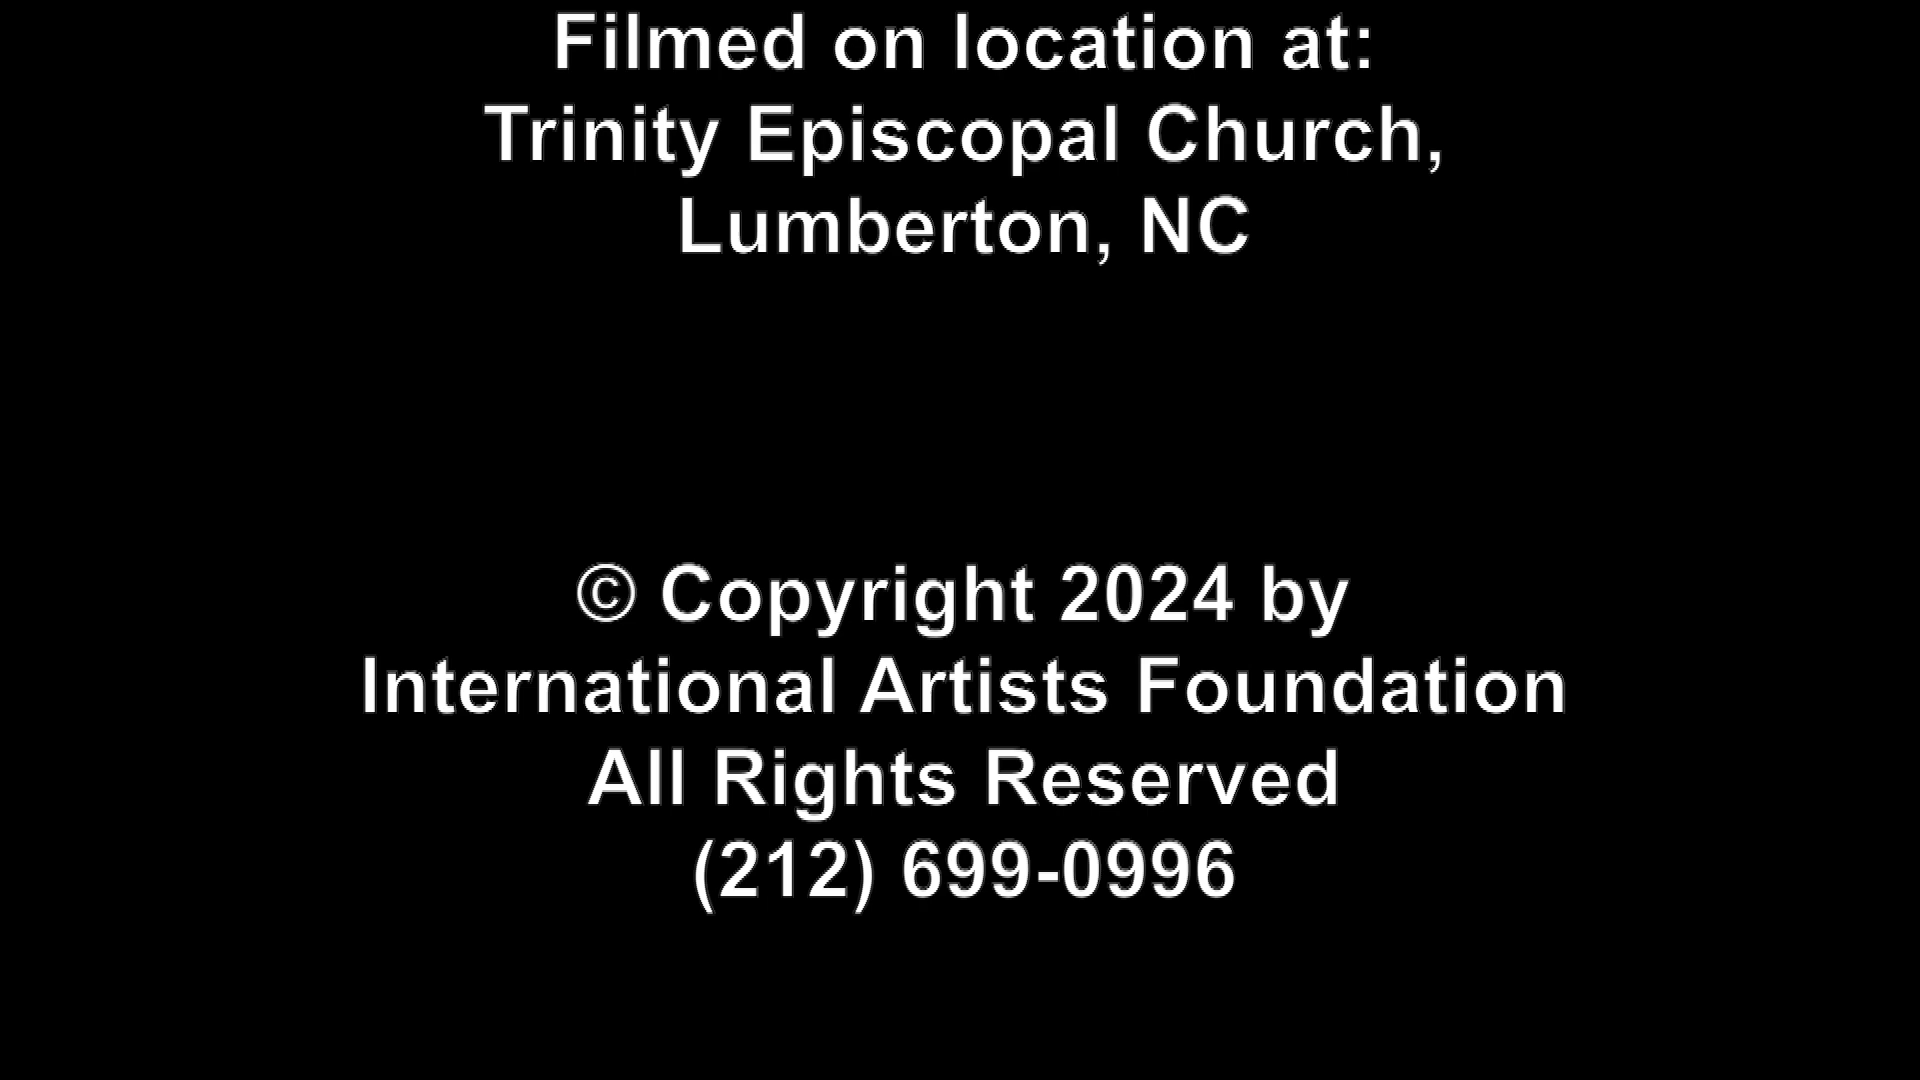 Filmed on location at:
Trinity Episcopal Church,
Lumberton, NC
© Copyright 2024 by
International Artists Foundation
All Rights Reserved
(212) 699-0996